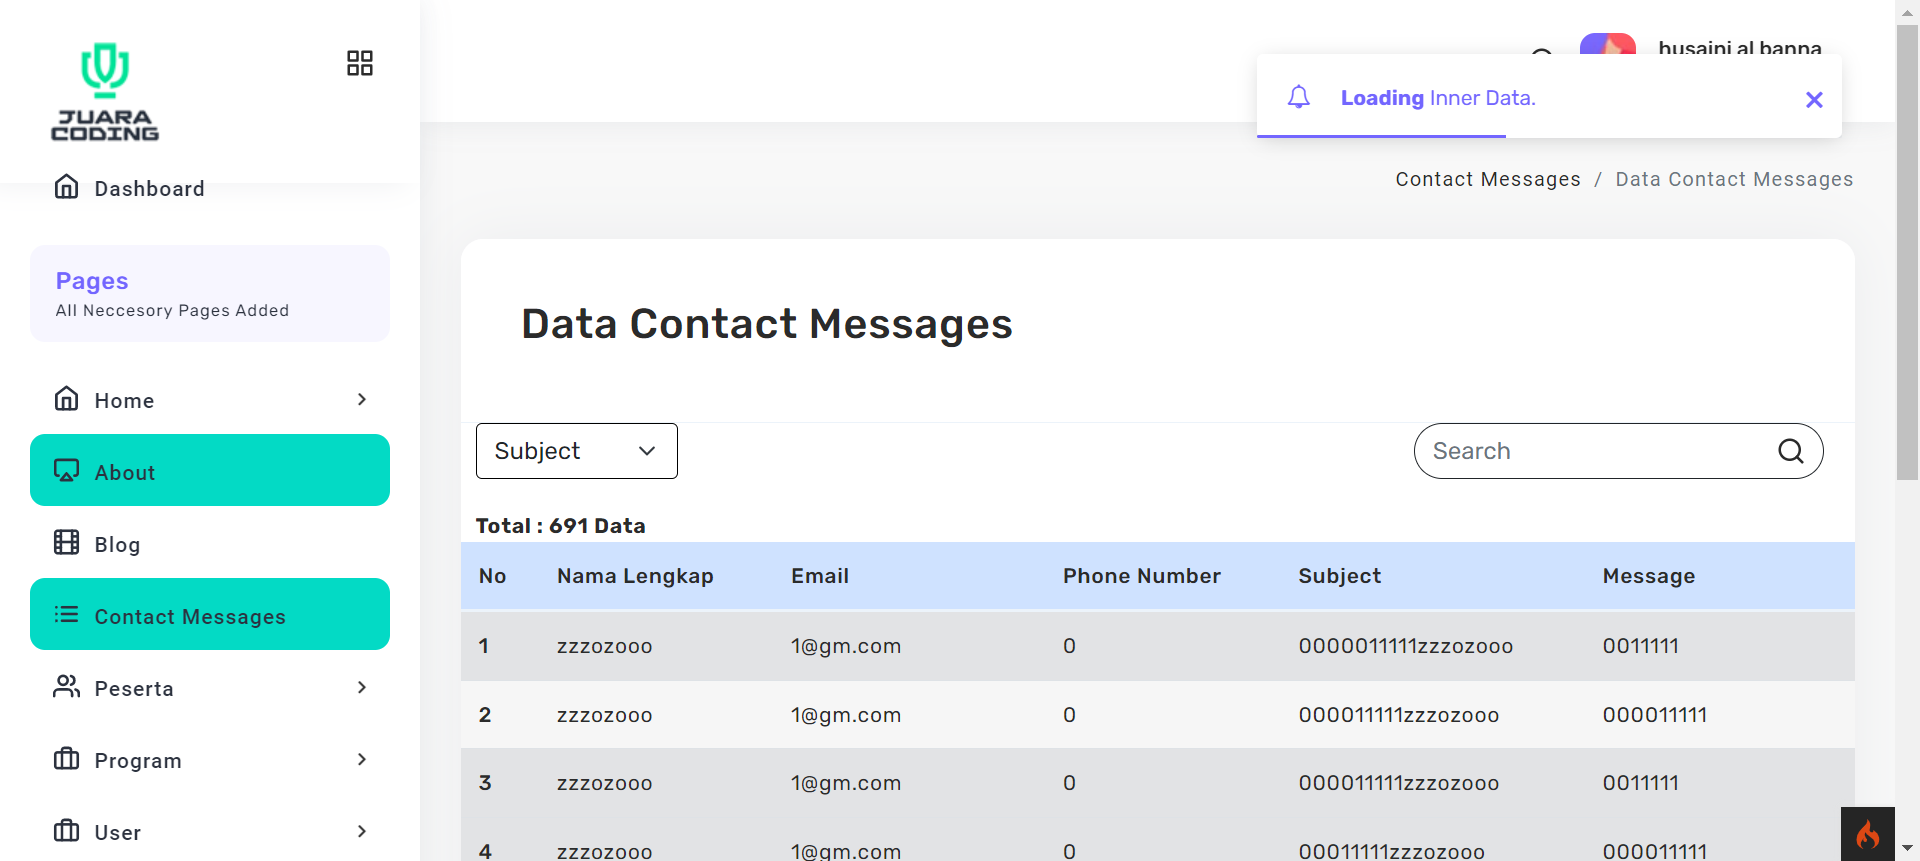 JUARA
CODING
husaini al banna
Loading Inner Data.
Dashboard
Contact Messages / Data Contact Messages
Pages
All Neccesory Pages Added
Data Contact Messages
Home
About
Blog
Contact Messages
Peserta
Program
User
Subject
Search
Total : 691 Data
No Nama Lengkap Email Phone Number Subject Message
1 zzzozooo 1@gm.com 0 0000011111zzzozooo 0011111
2 zzzozooo 1@gm.com 0 000011111zzzozooo 000011111
3 zzzozooo 1@gm.com 0 000011111zzzozooo 0011111
4 zzzozooo 1@gm.com 0 00011111zzzozooo 000011111